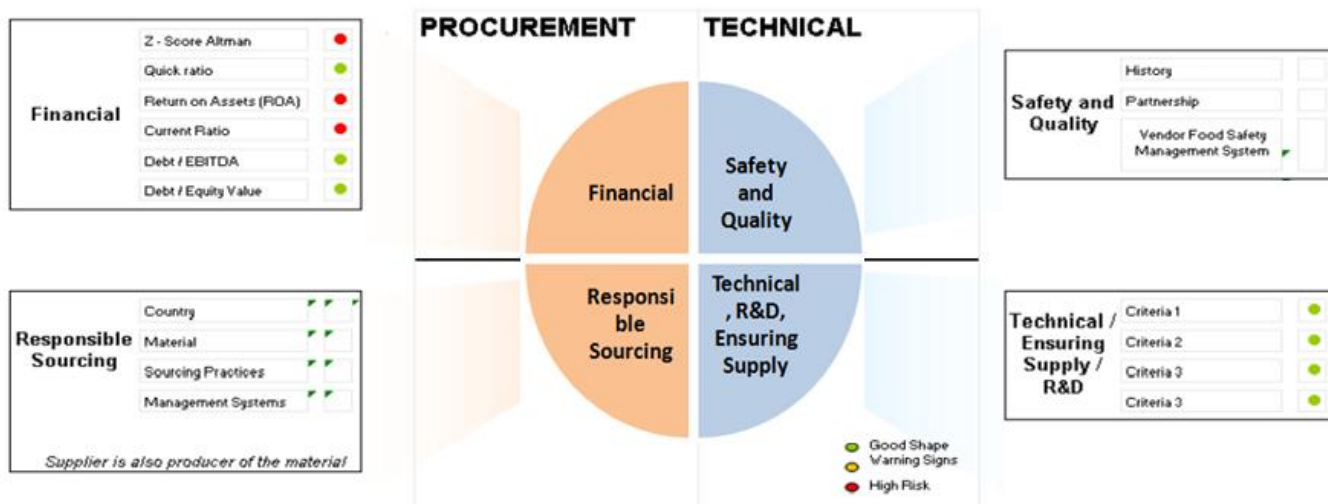 PROCUREMENT
TECHNICAL
Financial
Z - Score Altman
Quick ratio
Return on Assets (ROA)
Current Ratio
Debt / EBITDA
Debt / Equity Value
Safety and
Quality
History
Partnership
Vendor Food Safety
Management System
Financial
Safety
and
Quality
Responsi
ble
Sourcing
Technical
, R&D,
Ensuring
Supply
Responsible
Sourcing
Country
Material
Sourcing Practices
Management Systems
Supplier is also producer of the material
Technical /
Ensuring
Supply /
R&D
Criteria 1
Criteria 2
Criteria 3
Criteria 3
Good Shape
Warning Signs
High Risk